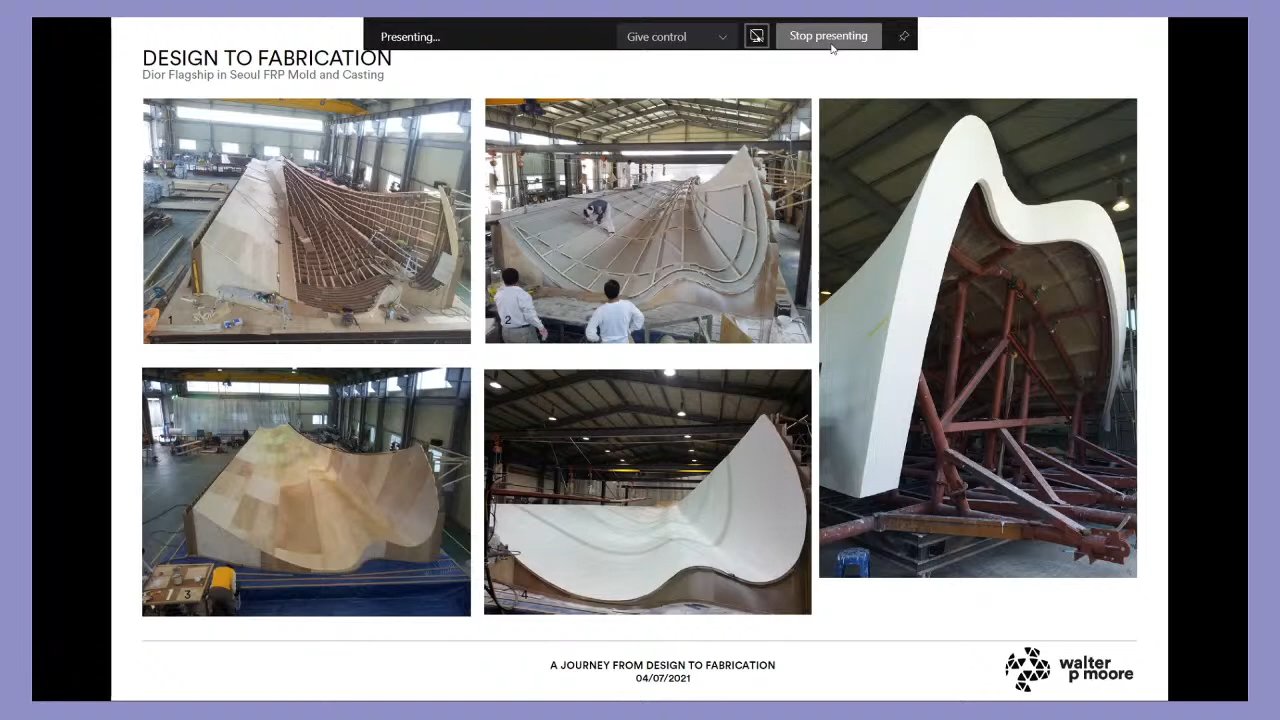 Presenting...
Give control
Stop presenting
DESIGN TO FABRICATION
Dior Flagship in Seoul FRP Mold and Casting
1
2
3
4
A JOURNEY FROM DESIGN TO FABRICATION
04/07/2021
walter
p moore